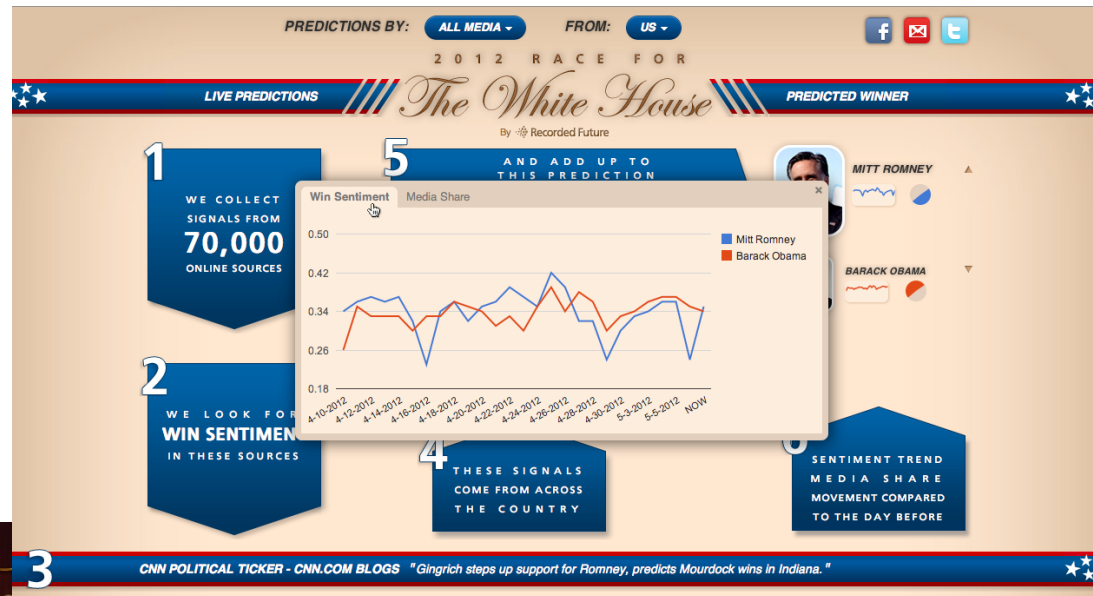 PREDICTIONS BY:
ALL MEDIA
FROM:
US
f
t
2012 RACE FOR
LIVE PREDICTIONS
The White House
PREDICTED WINNER
By Recorded Future
1
WE COLLECT
SIGNALS FROM
70,000
ONLINE SOURCES
5
AND ADD UP TO
THIS PREDICTION
MITT ROMNEY
BARACK OBAMA
Win Sentiment
Media Share
×
0.50
0.42
0.34
0.26
0.18
Mitt Romney
Barack Obama
4-10-2012
4-12-2012
4-14-2012
4-16-2012
4-18-2012
4-20-2012
4-22-2012
4-24-2012
4-26-2012
4-28-2012
4-30-2012
5-3-2012
5-5-2012
NOW
2
WE LOOK FOR
WIN SENTIMEN
IN THESE SOURCES
4
THESE SIGNALS
COME FROM ACROSS
THE COUNTRY
SENTIMENT TREND
MEDIA SHARE
MOVEMENT COMPARED
TO THE DAY BEFORE
3
CNN POLITICAL TICKER - CNN.COM BLOGS "Gingrich steps up support for Romney, predicts Mourdock wins in Indiana."